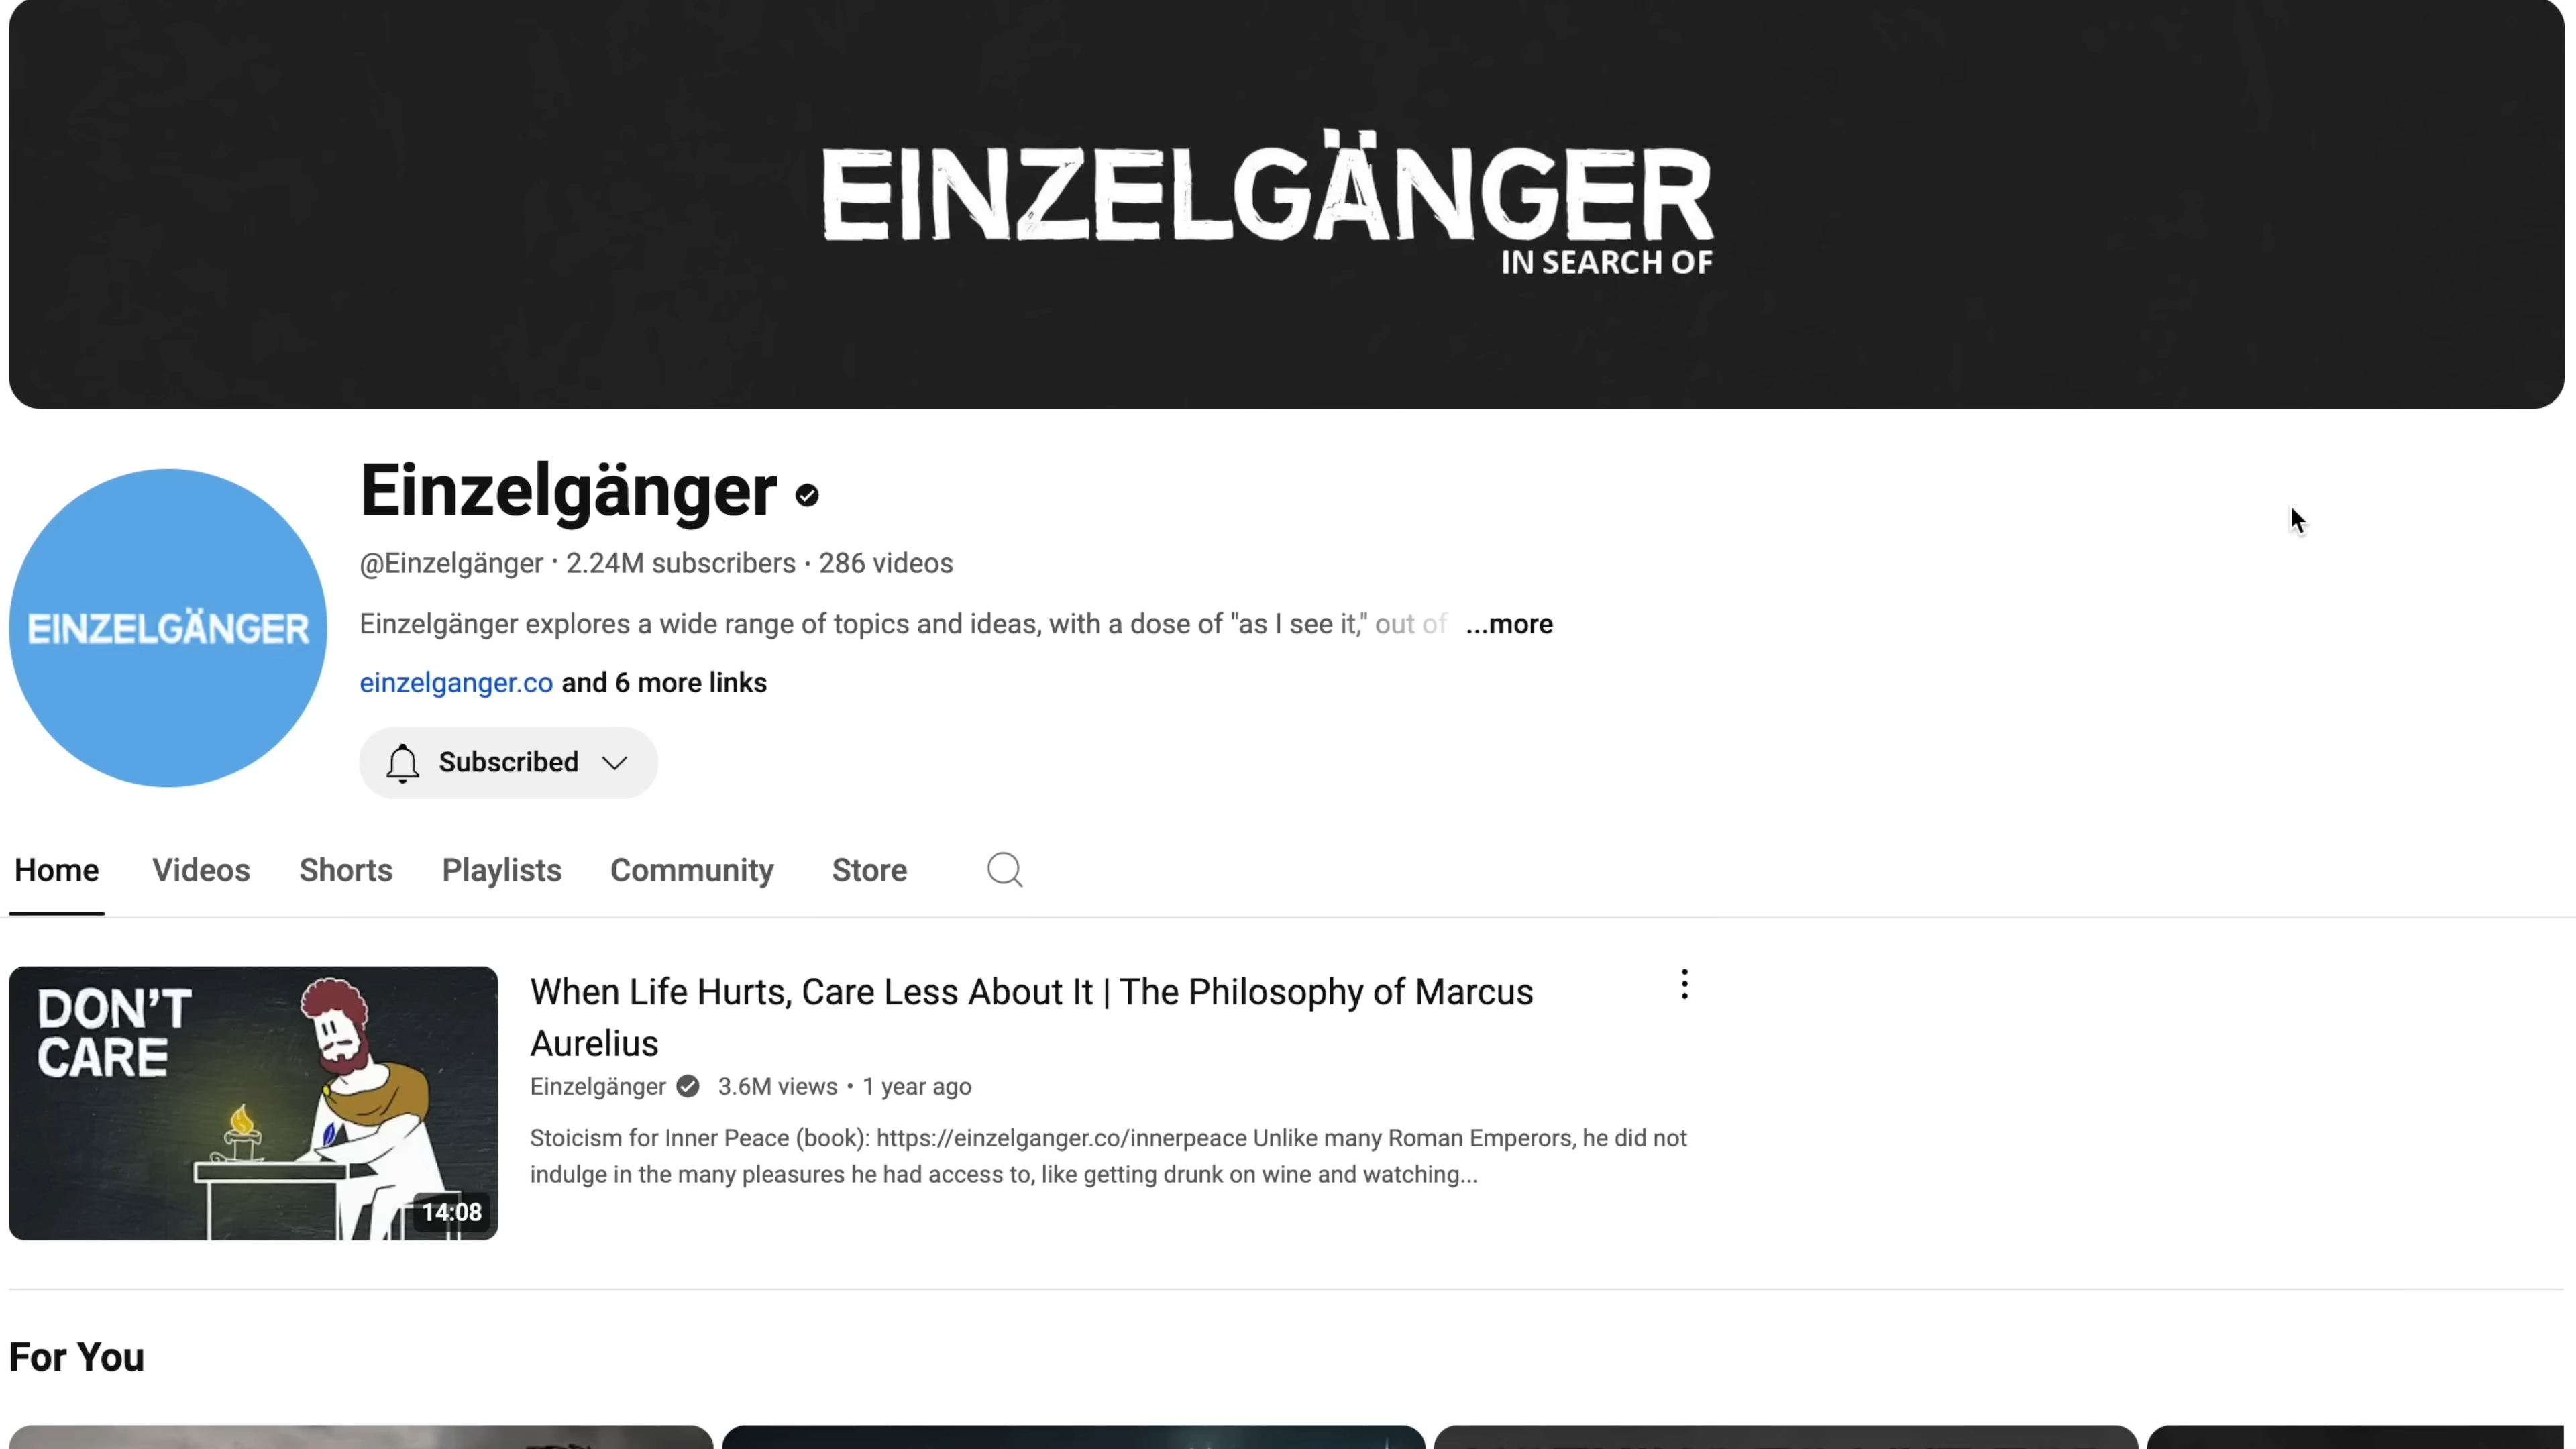 EINZELGÄNGER
IN SEARCH OF
EINZELGÄNGER
Einzelgänger
@Einzelgänger · 2.24M subscribers · 286 videos
Einzelgänger explores a wide range of topics and ideas, with a dose of "as I see it," out of ...more
einzelganger.co and 6 more links
Subscribed
Home Videos Shorts Playlists Community Store
DON'T
CARE
14:08
When Life Hurts, Care Less About It | The Philosophy of Marcus
Aurelius
Einzelgänger 3.6M views • 1 year ago
Stoicism for Inner Peace (book): https://einzelganger.co/innerpeace Unlike many Roman Emperors, he did not
indulge in the many pleasures he had access to, like getting drunk on wine and watching...
For You